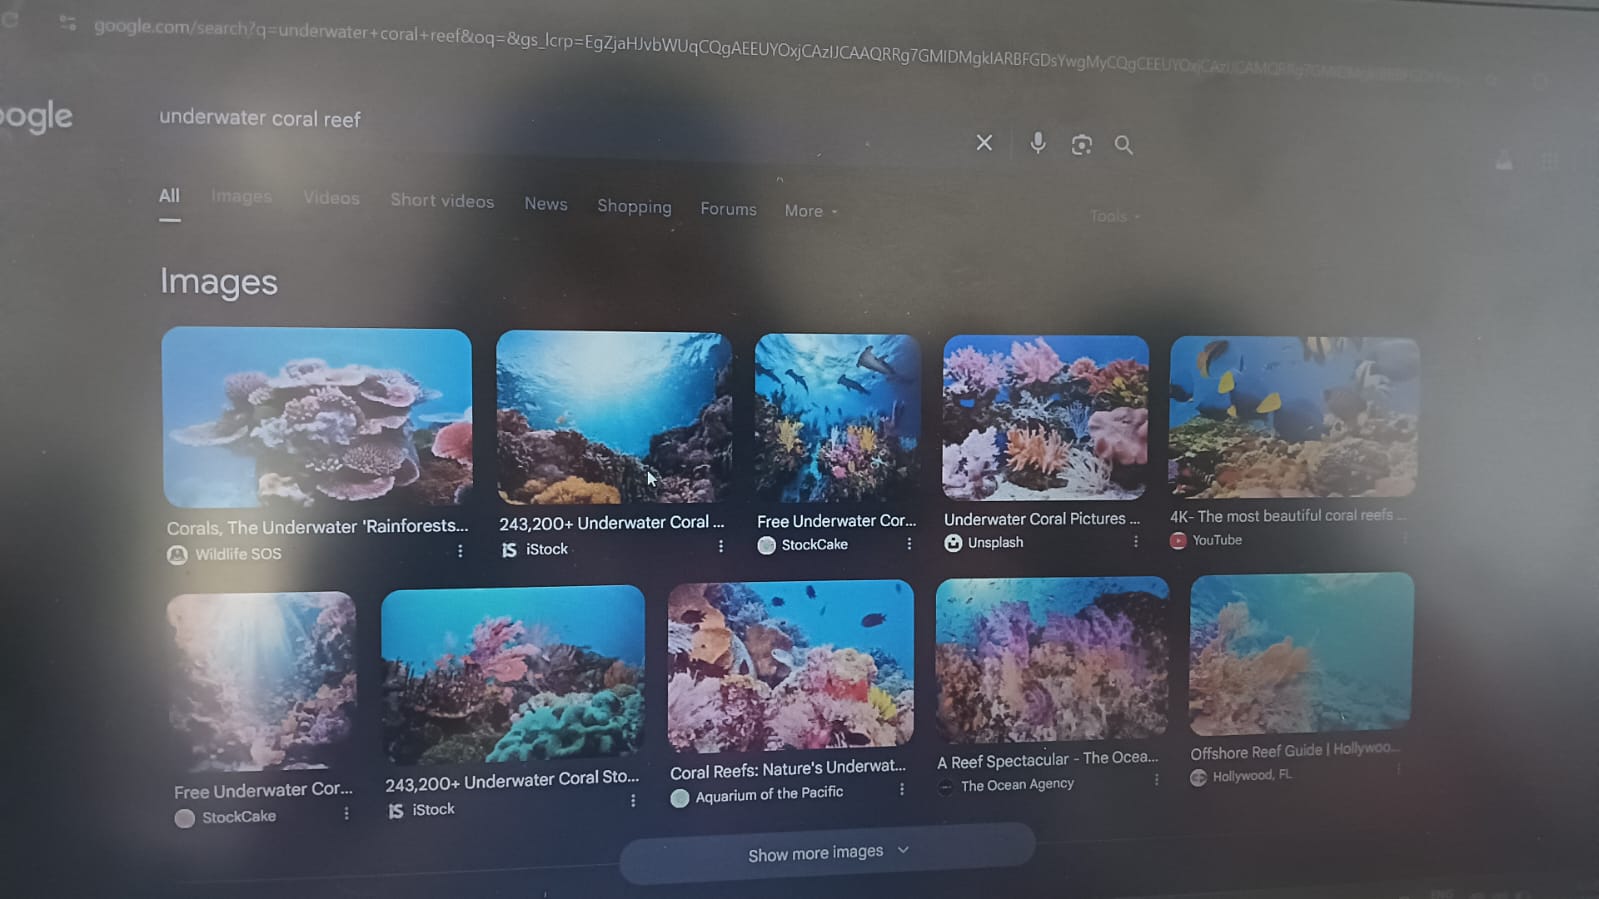 google.com/search?q=underwater+coral+reef&oq=&gs_lcrp=
oogle
underwater coral reef
All Images Videos Short videos News Shopping Forums More Tools
Images
Corals, The Underwater 'Rainforests...
Wildlife SOS
243,200+ Underwater Coral ...
iStock
Free Underwater Cor...
StockCake
Underwater Coral Pictures ...
Unsplash
4K- The most beautiful coral reefs ...
YouTube
Free Underwater Cor...
StockCake
243,200+ Underwater Coral Sto...
iStock
Coral Reefs: Nature's Underwat...
Aquarium of the Pacific
A Reef Spectacular - The Ocea...
The Ocean Agency
Offshore Reef Guide | Hollywoo...
Hollywood, FL
Show more images
ENG